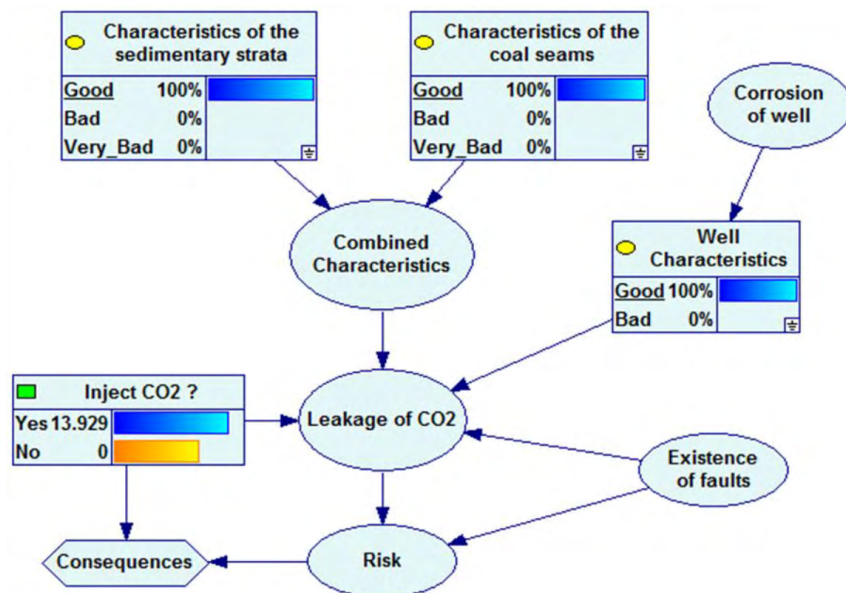 Characteristics of the
sedimentary strata
Good 100%
Bad 0%
Very_Bad 0%
Characteristics of the
coal seams
Good 100%
Bad 0%
Very_Bad 0%
Corrosion
of well
Combined
Characteristics
Well
Characteristics
Good 100%
Bad 0%
Inject CO2 ?
Yes 13.929
No 0
Leakage of CO2
Existence
of faults
Consequences
Risk